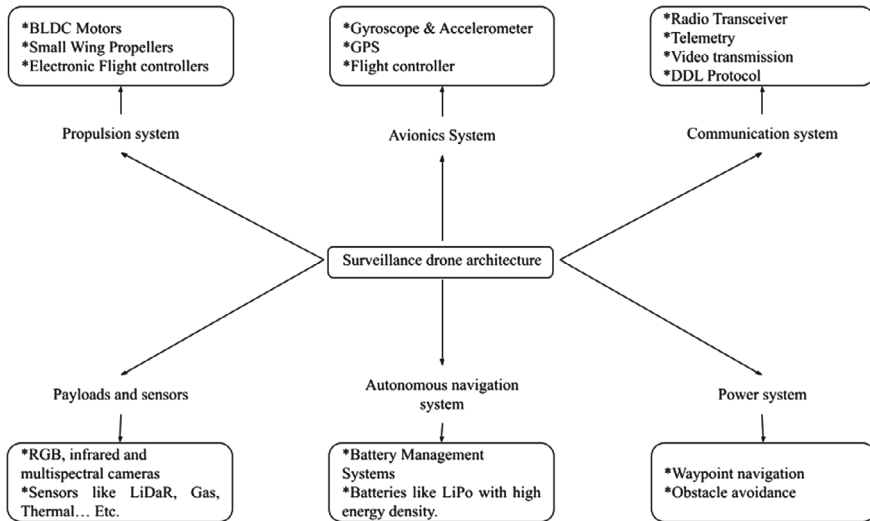 *BLDC Motors
*Small Wing Propellers
*Electronic Flight controllers
*Gyroscope & Accelerometer
*GPS
*Flight controller
*Radio Transceiver
*Telemetry
*Video transmission
*DDL Protocol
Propulsion system
Avionics System
Communication system
Surveillance drone architecture
Payloads and sensors
Autonomous navigation
system
Power system
*RGB, infrared and
multispectral cameras
*Sensors like LiDaR, Gas,
Thermal... Etc.
*Battery Management
Systems
*Batteries like LiPo with high
energy density.
*Waypoint navigation
*Obstacle avoidance